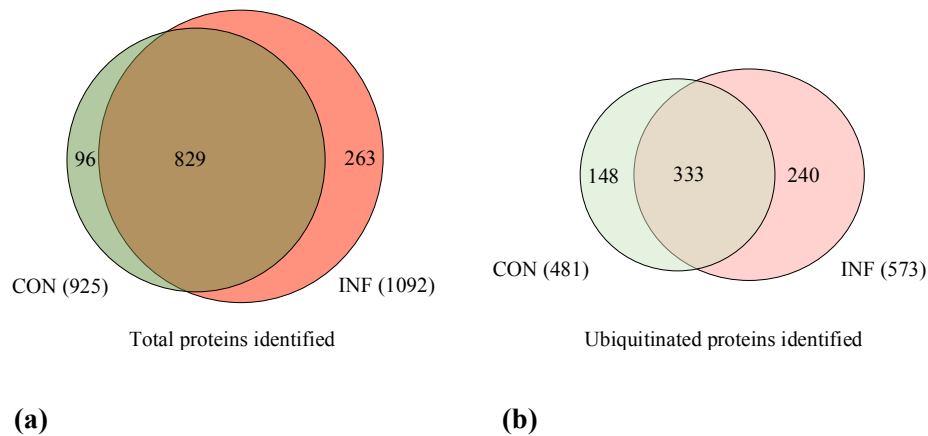 96
829
263
CON (925)
INF (1092)
Total proteins identified
(a)
148
333
240
CON (481)
INF (573)
Ubiquitinated proteins identified
(b)